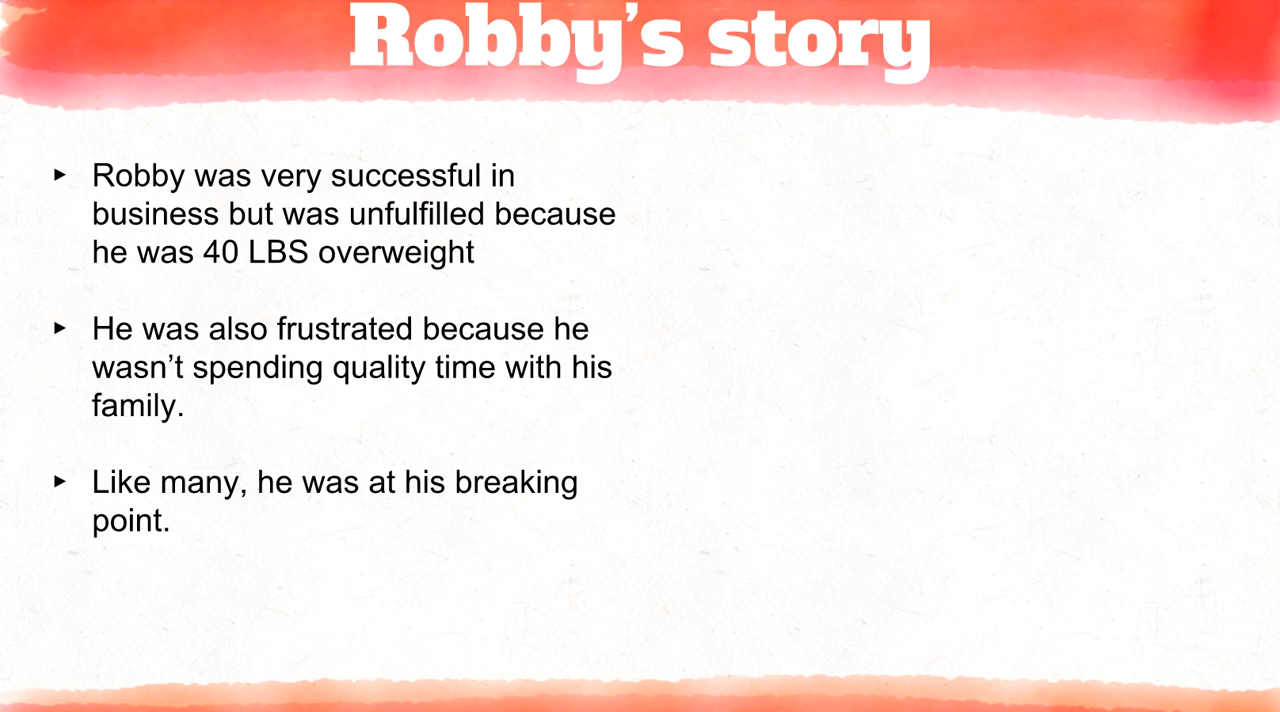 Robby’s story
‣ Robby was very successful in
business but was unfulfilled because
he was 40 LBS overweight
‣ He was also frustrated because he
wasn’t spending quality time with his
family.
‣ Like many, he was at his breaking
point.